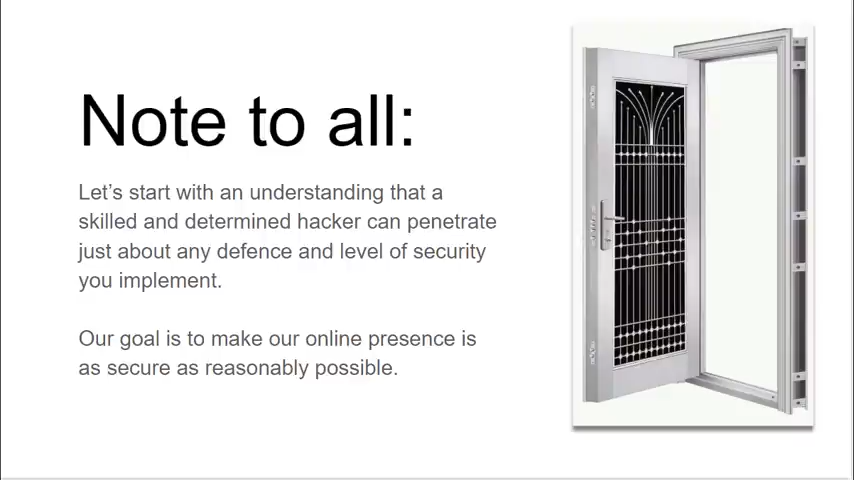 Note to all:
Let’s start with an understanding that a
skilled and determined hacker can penetrate
just about any defence and level of security
you implement.
Our goal is to make our online presence is
as secure as reasonably possible.